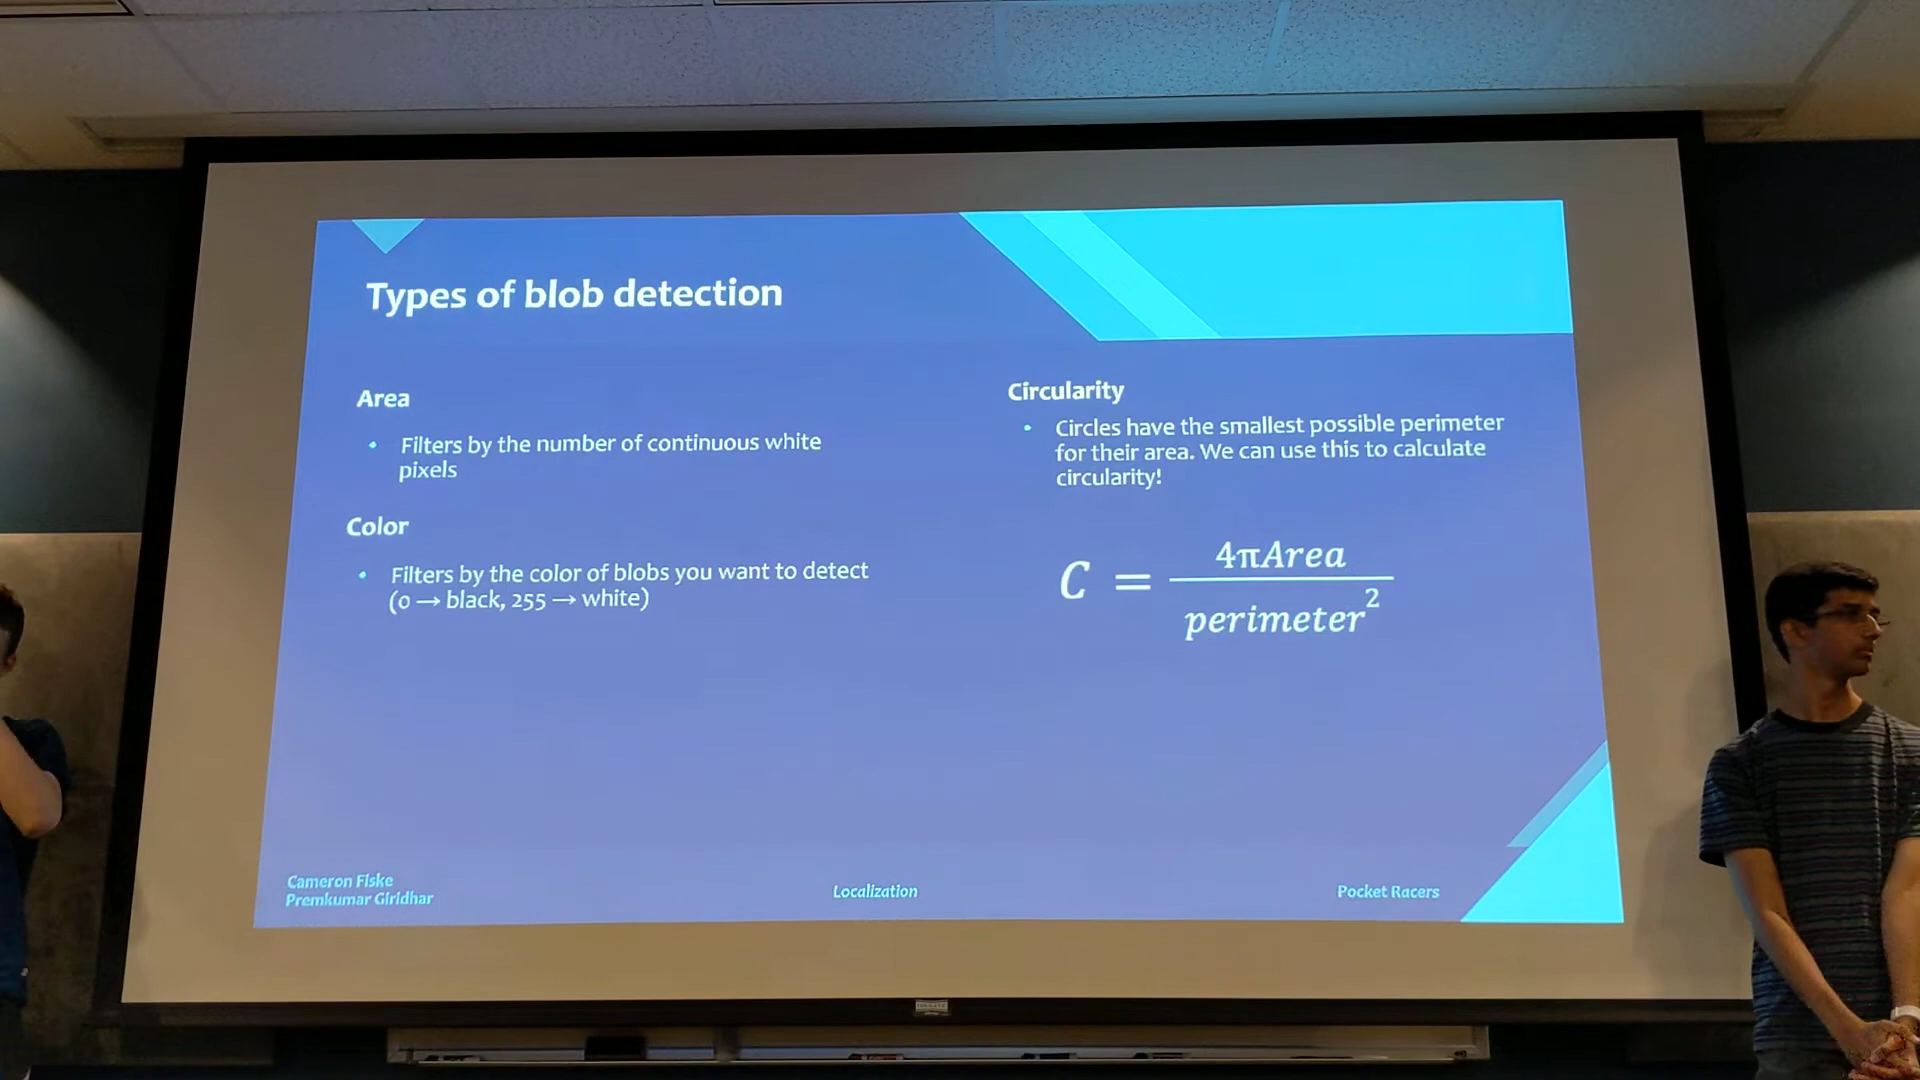 Types of blob detection
Area
• Filters by the number of continuous white
pixels
Color
• Filters by the color of blobs you want to detect
(0 → black, 255 → white)
Circularity
• Circles have the smallest possible perimeter
for their area. We can use this to calculate
circularity!
C = 4πArea / perimeter²
Cameron Fiske
Premkumar Giridhar
Localization
Pocket Racers